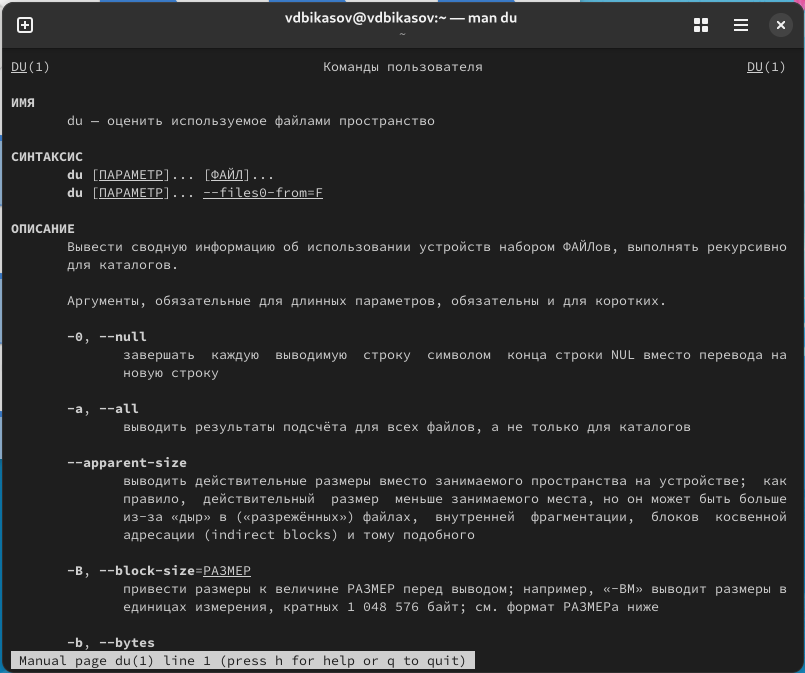 vdbikasov@vdbikasov:~ — man du
~
DU(1) Команды пользователя DU(1)
ИМЯ
du – оценить используемое файлами пространство
СИНТАКСИС
du [ПАРАМЕТР]... [ФАЙЛ]...
du [ПАРАМЕТР]... --files0-from=F
ОПИСАНИЕ
Вывести сводную информацию об использовании устройств набором ФАЙЛов, выполнять рекурсивно
для каталогов.
Аргументы, обязательные для длинных параметров, обязательны и для коротких.
-0, --null
завершать каждую выводимую строку символом конца строки NUL вместо перевода на
новую строку
-a, --all
выводить результаты подсчёта для всех файлов, а не только для каталогов
--apparent-size
выводить действительные размеры вместо занимаемого пространства на устройстве; как
правило, действительный размер меньше занимаемого места, но он может быть больше
из-за «дыр» в («разрежённых») файлах, внутренней фрагментации, блоков косвенной
адресации (indirect blocks) и тому подобного
-B, --block-size=РАЗМЕР
привести размеры к величине РАЗМЕР перед выводом; например, «-BM» выводит размеры в
единицах измерения, кратных 1 048 576 байт; см. формат РАЗМЕРа ниже
-b, --bytes
Manual page du(1) line 1 (press h for help or q to quit)